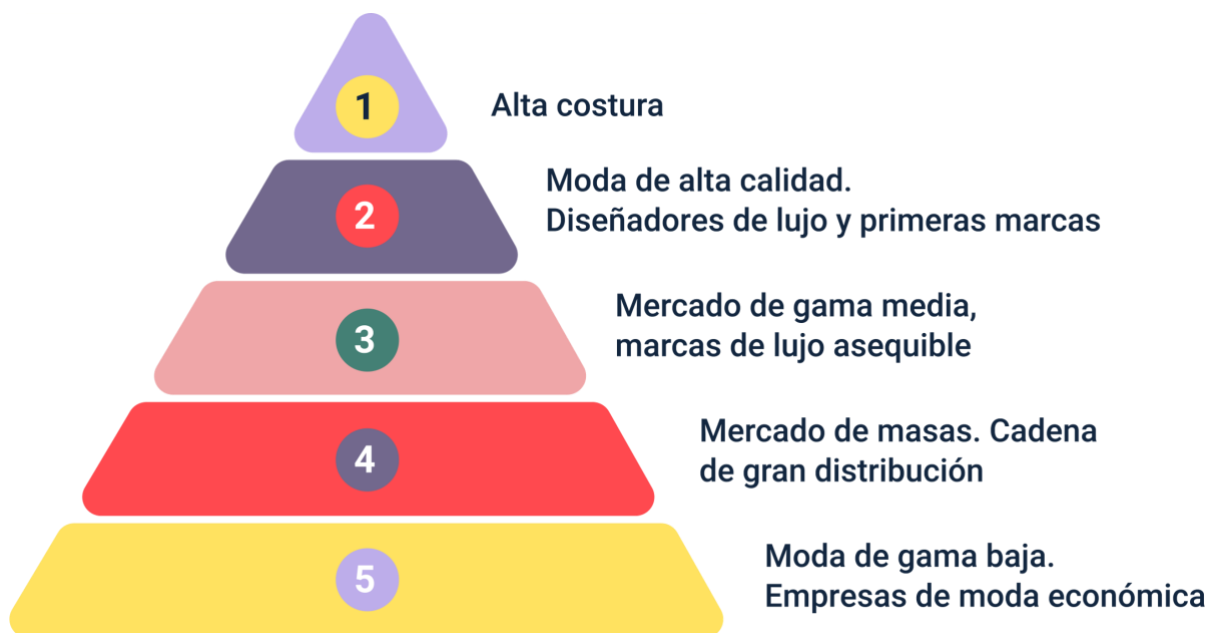 1
Alta costura
2
Moda de alta calidad.
Diseñadores de lujo y primeras marcas
3
Mercado de gama media,
marcas de lujo asequible
4
Mercado de masas. Cadena
de gran distribución
5
Moda de gama baja.
Empresas de moda económica